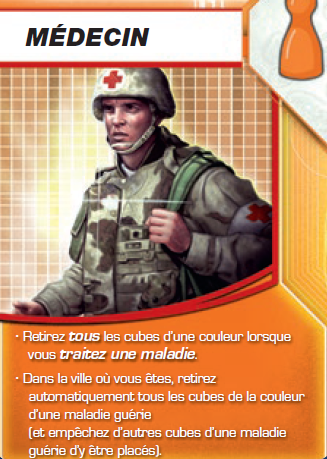 MÉDECIN
· Retirez tous les cubes d'une couleur lorsque
vous traitez une maladie.
· Dans la ville où vous êtes, retirez
automatiquement tous les cubes de la couleur
d'une maladie guérie
(et empêchez d'autres cubes d'une maladie
guérie d'y être placés).